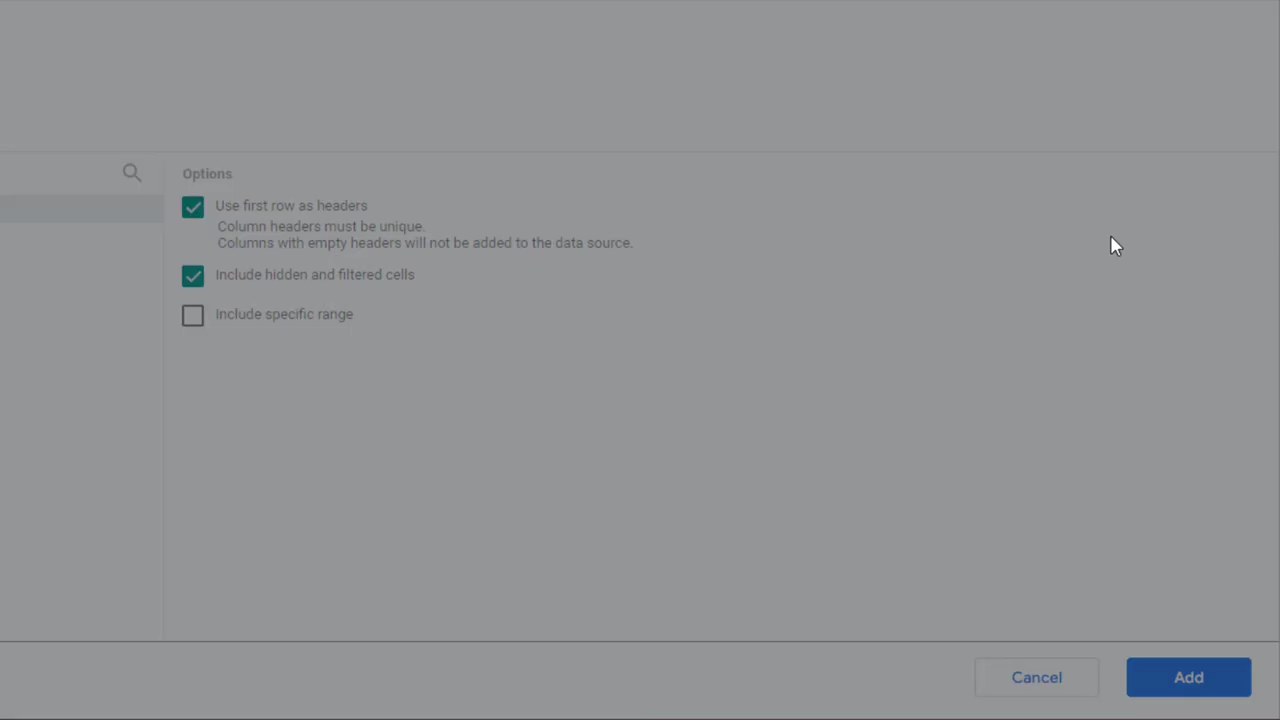 Options
Use first row as headers
Column headers must be unique.
Columns with empty headers will not be added to the data source.
Include hidden and filtered cells
Include specific range
Cancel
Add